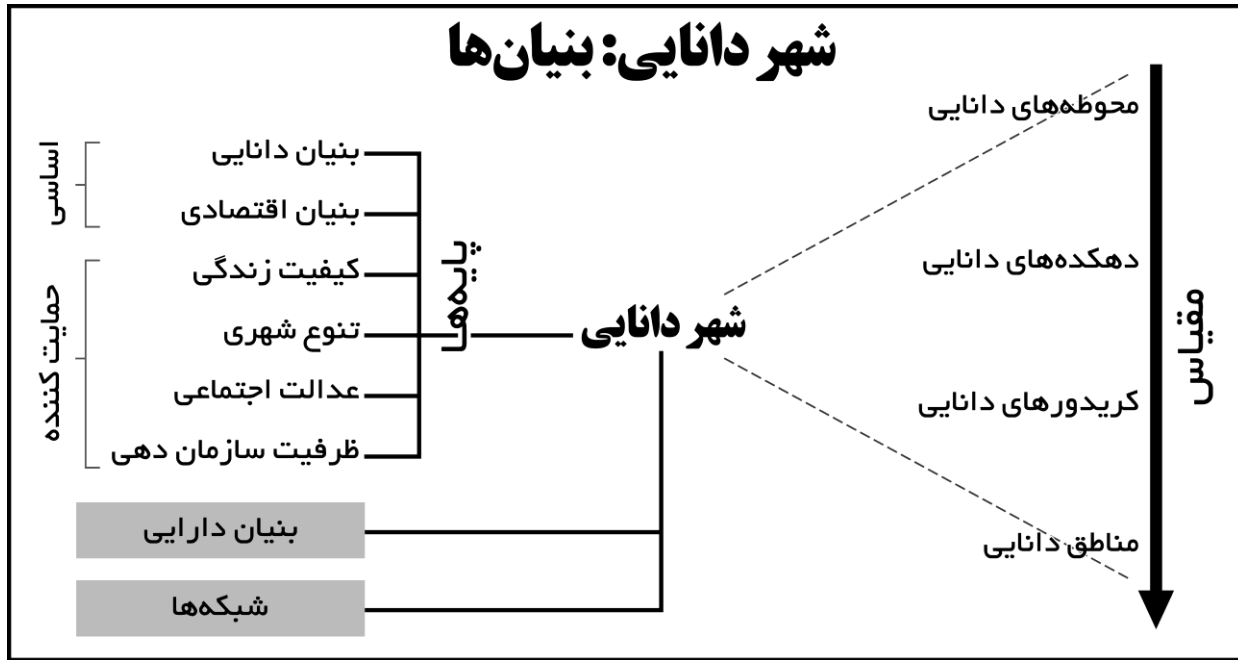 شهر دانایی: بنیان‌ها
محوطه‌های دانایی
دهکده‌های دانایی
کریدورهای دانایی
مناطق دانایی
مقیاس
شهر دانایی
پایه‌ها
بنیان دانایی
بنیان اقتصادی
کیفیت زندگی
تنوع شهری
عدالت اجتماعی
ظرفیت سازمان دهی
اساسی
حمایت کننده
بنیان دارایی
شبکه‌ها